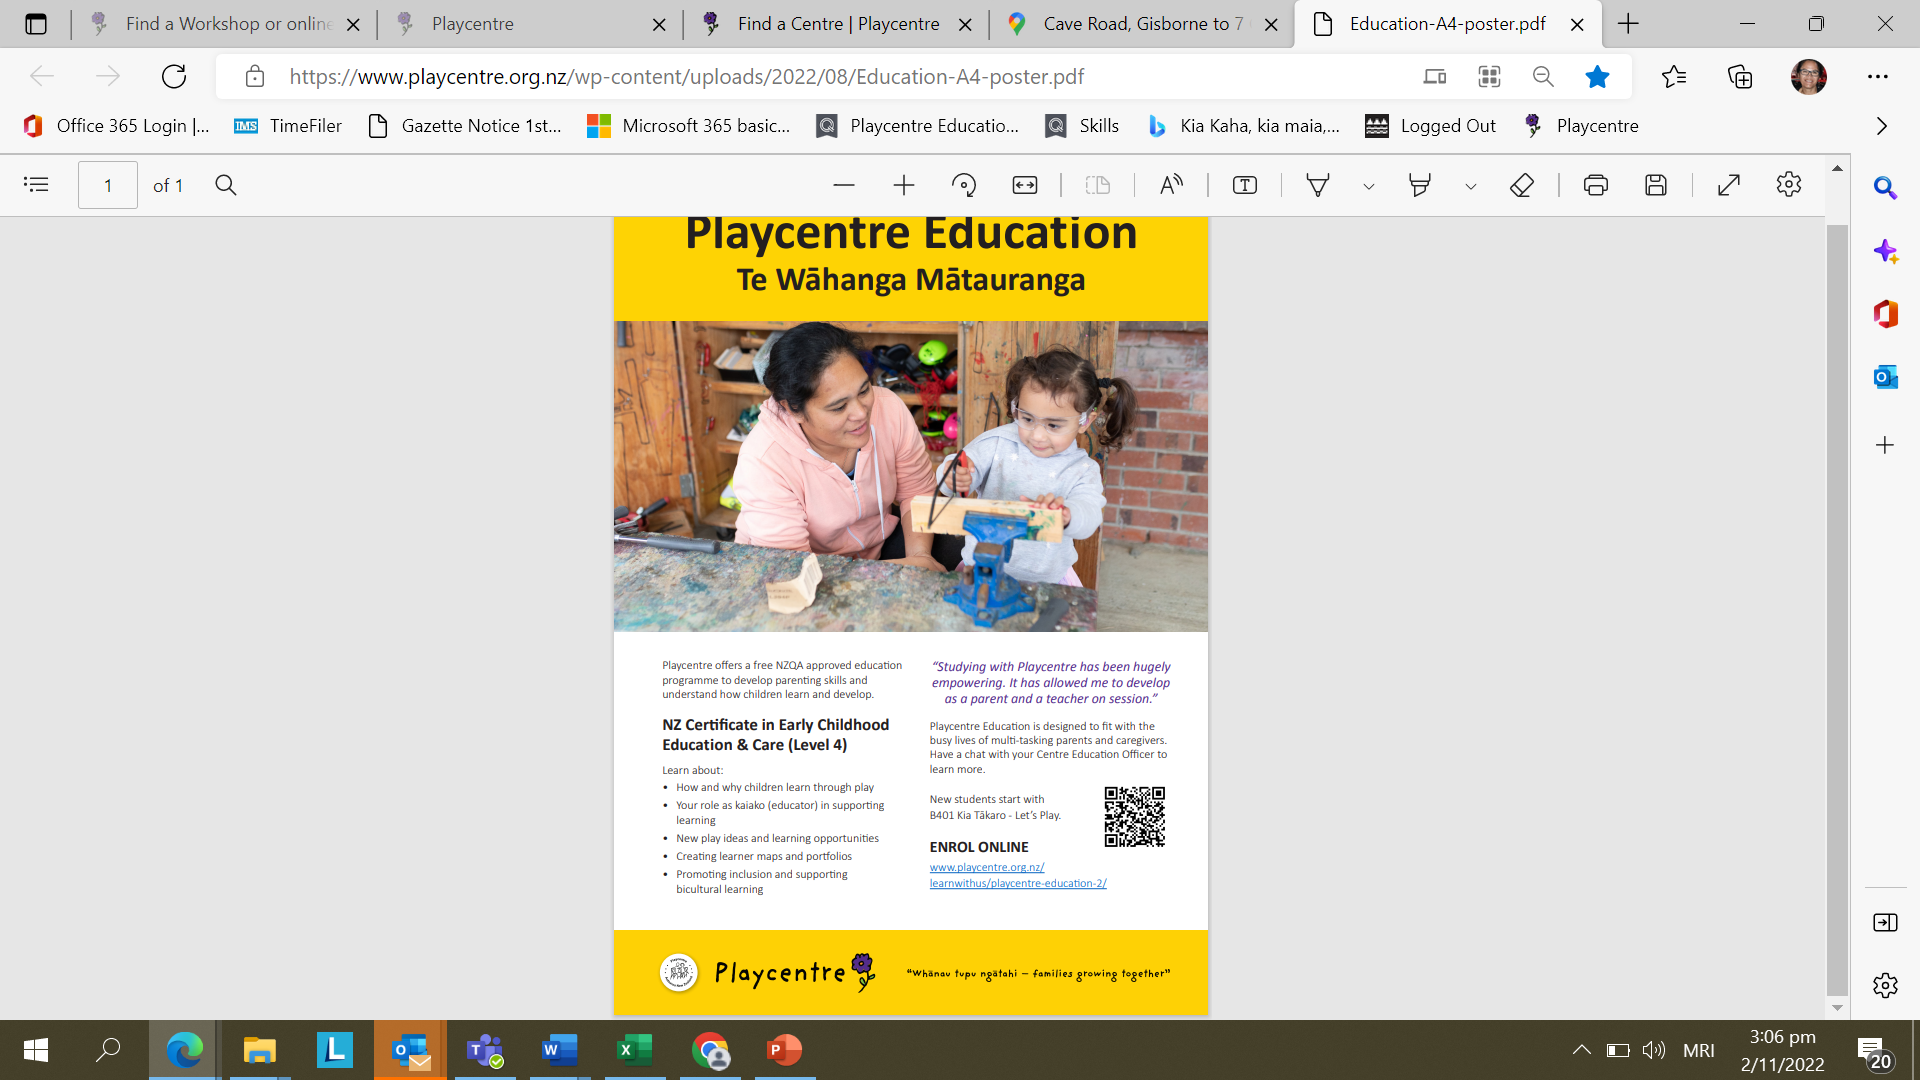 Find a Workshop or online
Playcentre
Find a Centre | Playcentre
Cave Road, Gisborne to 7
Education-A4-poster.pdf
https://www.playcentre.org.nz/wp-content/uploads/2022/08/Education-A4-poster.pdf
Office 365 Login |...
IMS
TimeFiler
Gazette Notice 1st...
Microsoft 365 basic...
Playcentre Educatio...
Skills
Kia Kaha, kia maia,...
Logged Out
Playcentre
1
of 1
Playcentre Education
Te Wāhanga Mātauranga
Playcentre offers a free NZQA approved education
programme to develop parenting skills and
understand how children learn and develop.
NZ Certificate in Early Childhood
Education & Care (Level 4)
Learn about:
• How and why children learn through play
• Your role as kaiako (educator) in supporting
learning
• New play ideas and learning opportunities
• Creating learner maps and portfolios
• Promoting inclusion and supporting
bicultural learning
“Studying with Playcentre has been hugely
empowering. It has allowed me to develop
as a parent and a teacher on session.”
Playcentre Education is designed to fit with the
busy lives of multi-tasking parents and caregivers.
Have a chat with your Centre Education Officer to
learn more.
New students start with
B401 Kia Tākaro - Let’s Play.
ENROL ONLINE
www.playcentre.org.nz/
learnwithus/playcentre-education-2/
Playcentre
“Whānau tupu ngātahi – families growing together”
MRI
3:06 pm
2/11/2022
20